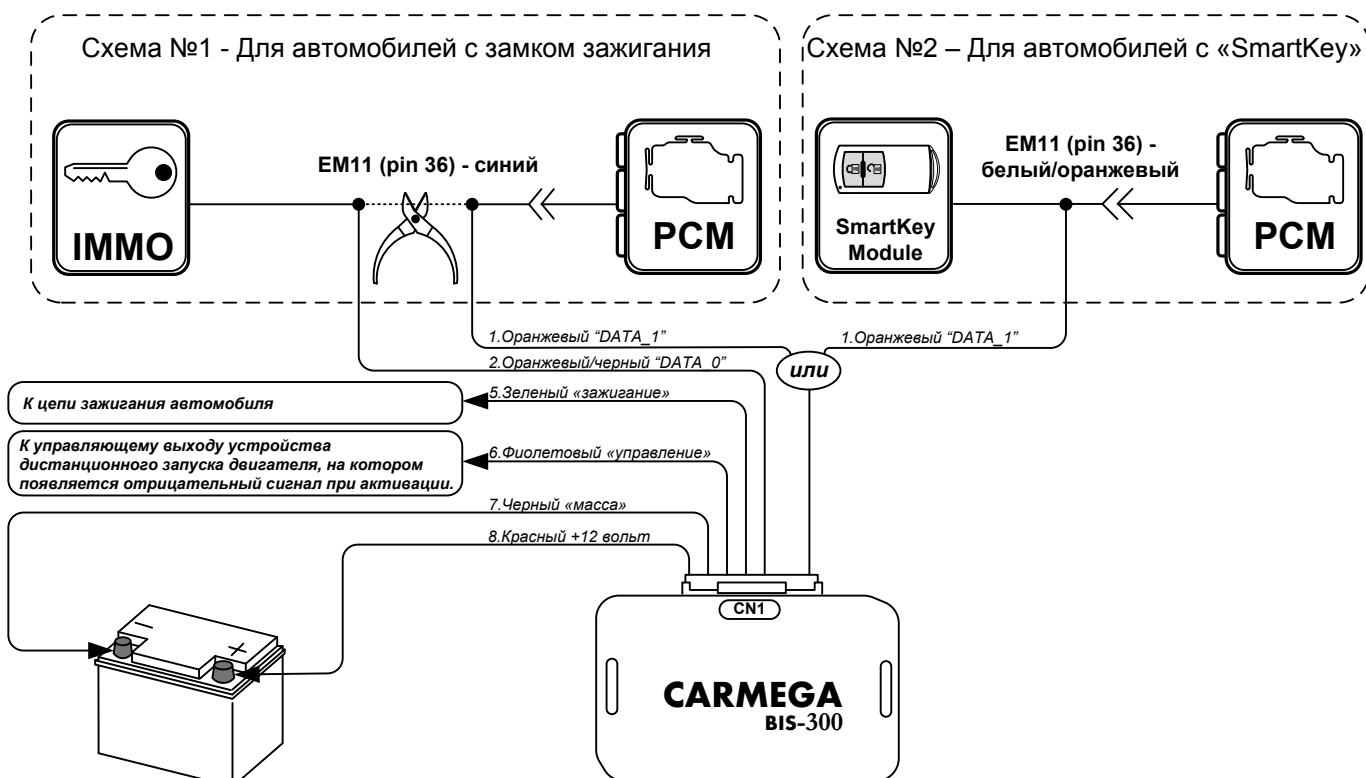 Схема №1 - Для автомобилей с замком зажигания
Схема №2 – Для автомобилей с «SmartKey»
IMMO
EM11 (pin 36) - синий
PCM
SmartKey
Module
EM11 (pin 36) -
белый/оранжевый
PCM
1.Оранжевый “DATA_1”
1.Оранжевый “DATA_1”
2.Оранжевый/черный “DATA_0”
или
К цепи зажигания автомобиля
5.Зеленый «зажигание»
К управляющему выходу устройства
дистанционного запуска двигателя, на котором
появляется отрицательный сигнал при активации.
6.Фиолетовый «управление»
7.Черный «масса»
8.Красный +12 вольт
CN1
CARMEGA
BIS-300